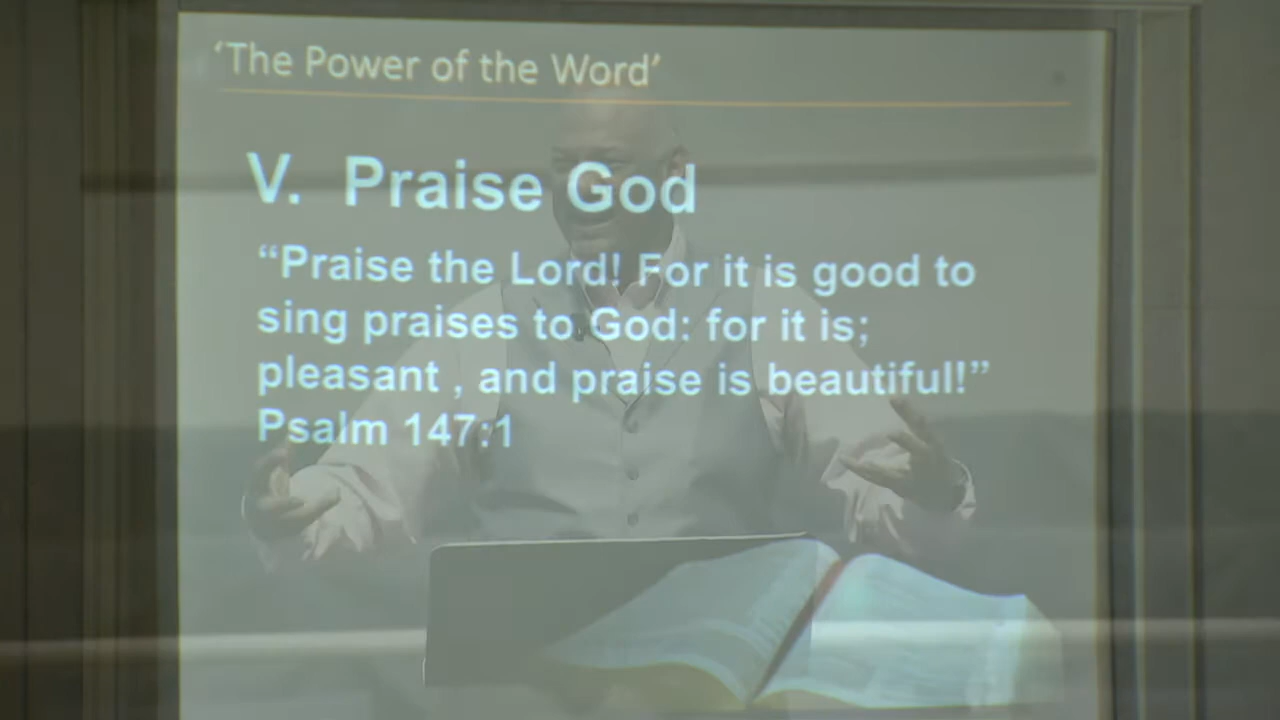 ‘The Power of the Word’
V. Praise God
“Praise the Lord! For it is good to
sing praises to God: for it is;
pleasant , and praise is beautiful!”
Psalm 147:1